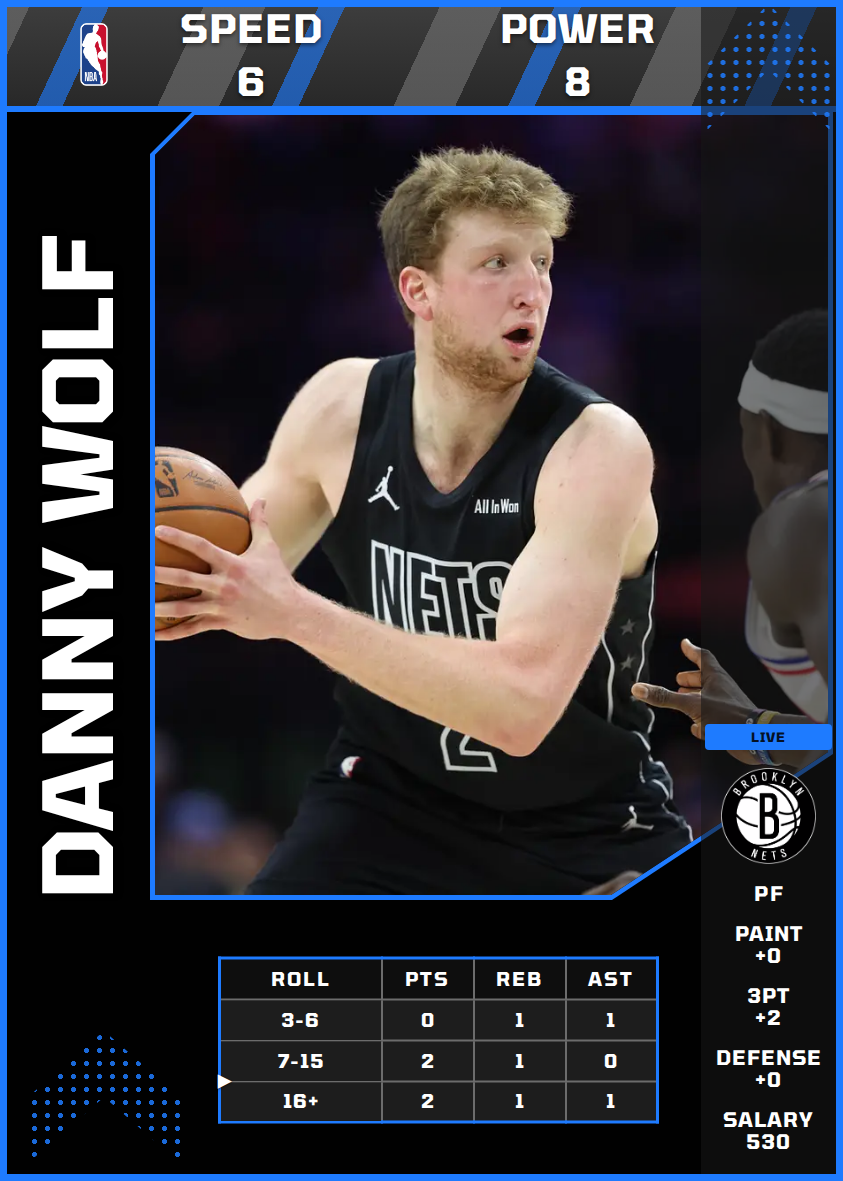 SPEED
6
POWER
8
NBA
DANNY WOLF
All In Won
NETS
2
LIVE
BROOKLYN
B
NETS
PF
PAINT
+0
3PT
+2
DEFENSE
+0
SALARY
530
ROLL PTS REB AST
3-6 0 1 1
7-15 2 1 0
16+ 2 1 1